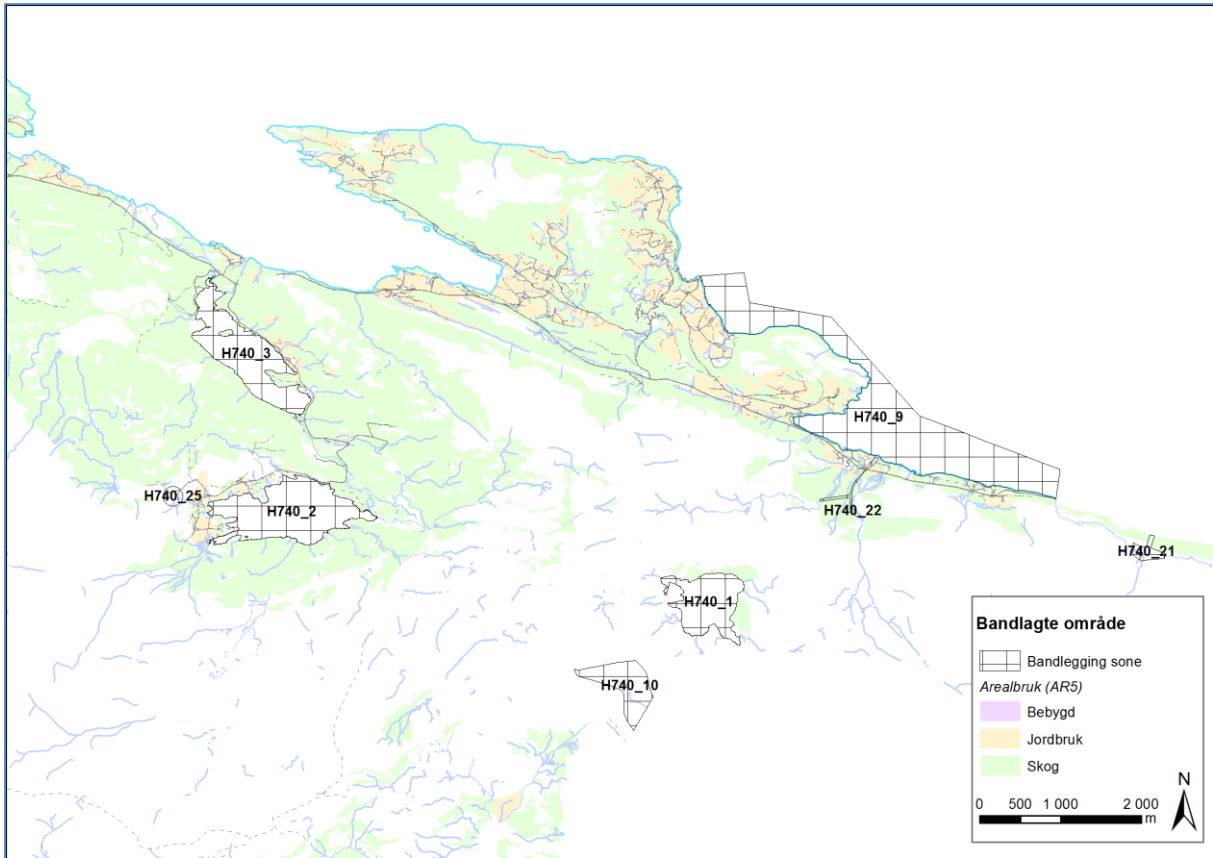 H740_3
H740_9
H740_25
H740_2
H740_22
H740_21
H740_1
H740_10
Bandlagte område
Bandlegging sone
Arealbruk (AR5)
Bebygd
Jordbruk
Skog
N
0 500 1 000 2 000
m